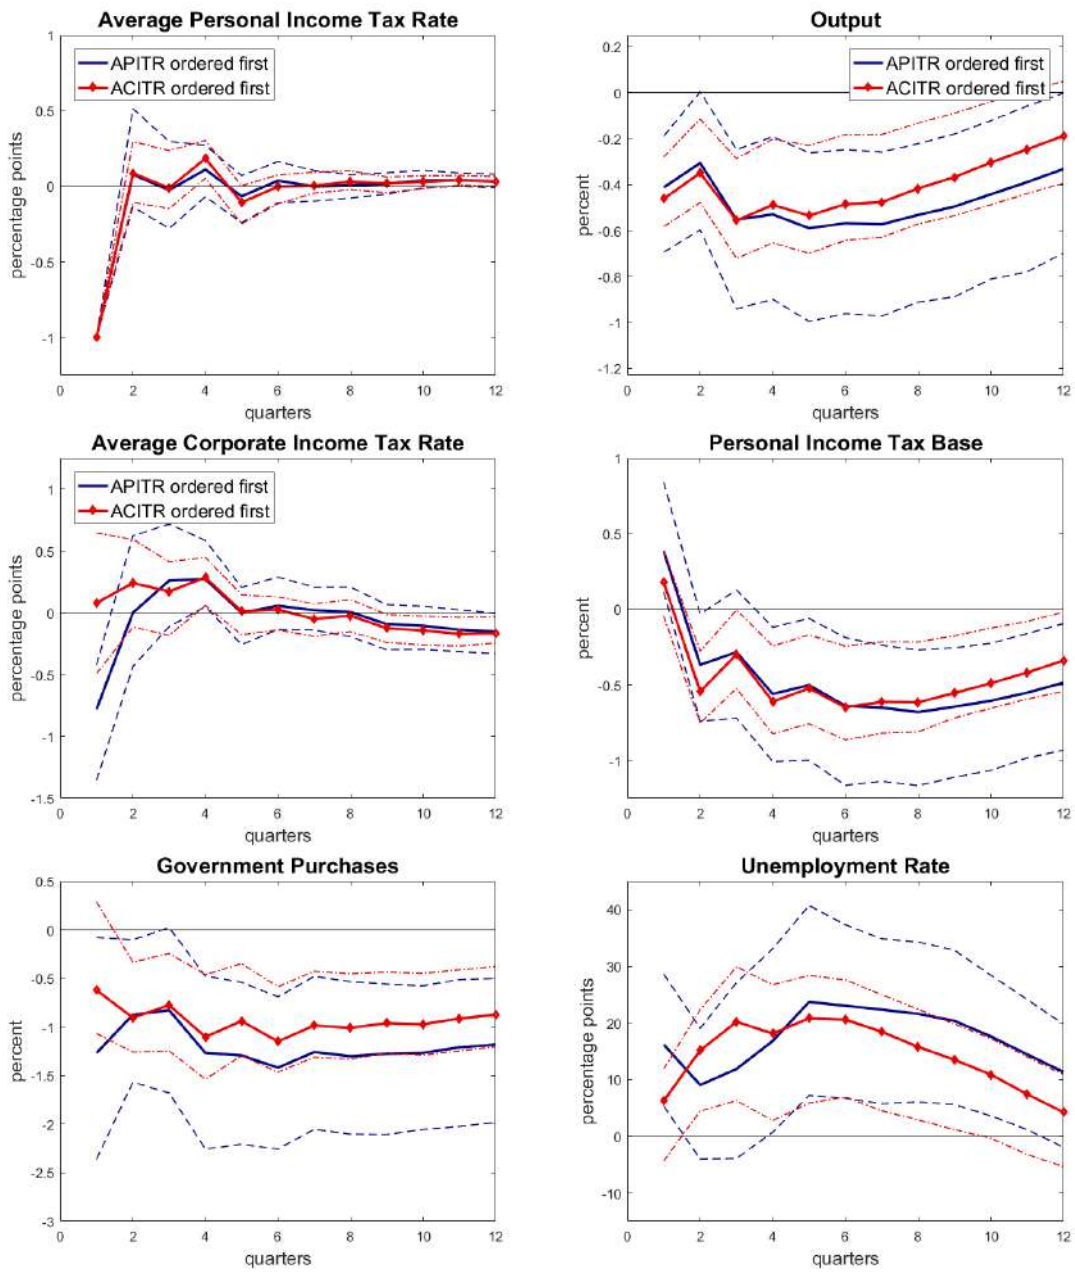 Average Personal Income Tax Rate
1
0.5
0
-0.5
-1
percentage points
APITR ordered first
ACITR ordered first
0 2 4 6 8 10 12
quarters
Output
0.2
0
-0.2
-0.4
-0.6
-0.8
-1
-1.2
percent
APITR ordered first
ACITR ordered first
0 2 4 6 8 10 12
quarters
Average Corporate Income Tax Rate
1
0.5
0
-0.5
-1
-1.5
percentage points
APITR ordered first
ACITR ordered first
0 2 4 6 8 10 12
quarters
Personal Income Tax Base
1
0.5
0
-0.5
-1
percent
0 2 4 6 8 10 12
quarters
Government Purchases
0.5
0
-0.5
-1
-1.5
-2
-2.5
-3
percent
0 2 4 6 8 10 12
quarters
Unemployment Rate
40
30
20
10
0
-10
percentage points
0 2 4 6 8 10 12
quarters